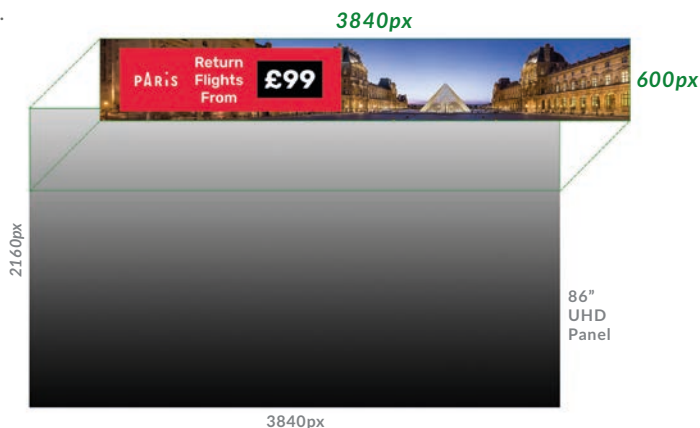 .
3840px
PARiS
Return
Flights
From
£99
600px
2160px
86”
UHD
Panel
3840px